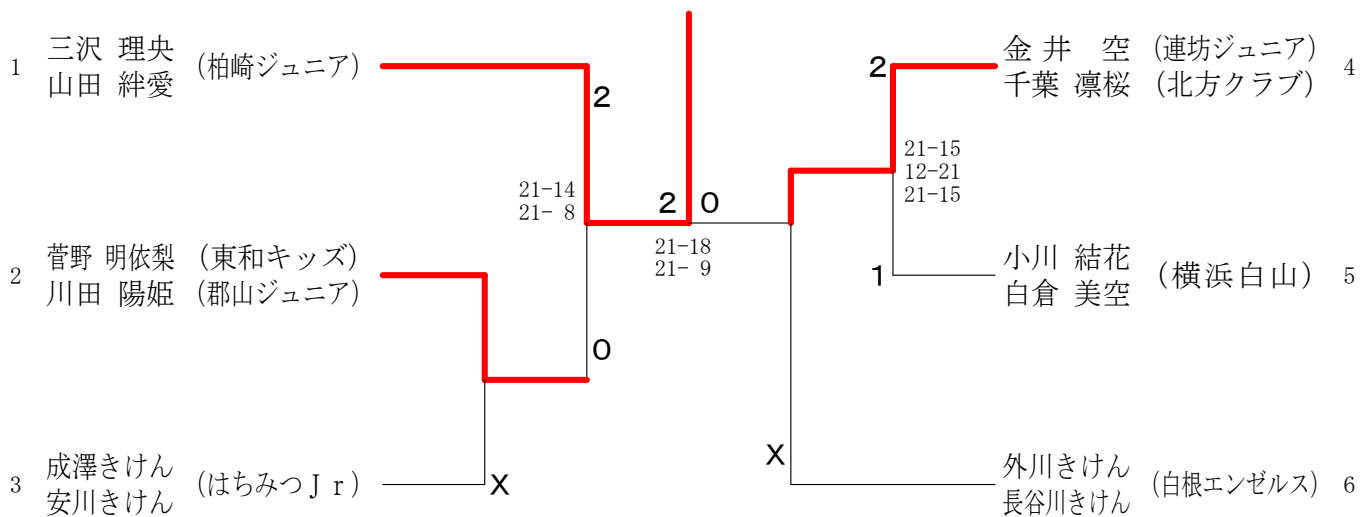 1 三沢 理央 (柏崎ジュニア)
山田 絆愛
2
21-14
21- 8
2 菅野 明依梨 (東和キッズ)
川田 陽姫 (郡山ジュニア)
0
3 成澤きけん (はちみつJr)
安川きけん
X
2 0
21-18
21- 9
金井 空 (連坊ジュニア) 4
千葉 凛桜 (北方クラブ)
2
21-15
12-21
21-15
小川 結花 (横浜白山) 5
白倉 美空
1
外川きけん (白根エンゼルス) 6
長谷川きけん
X